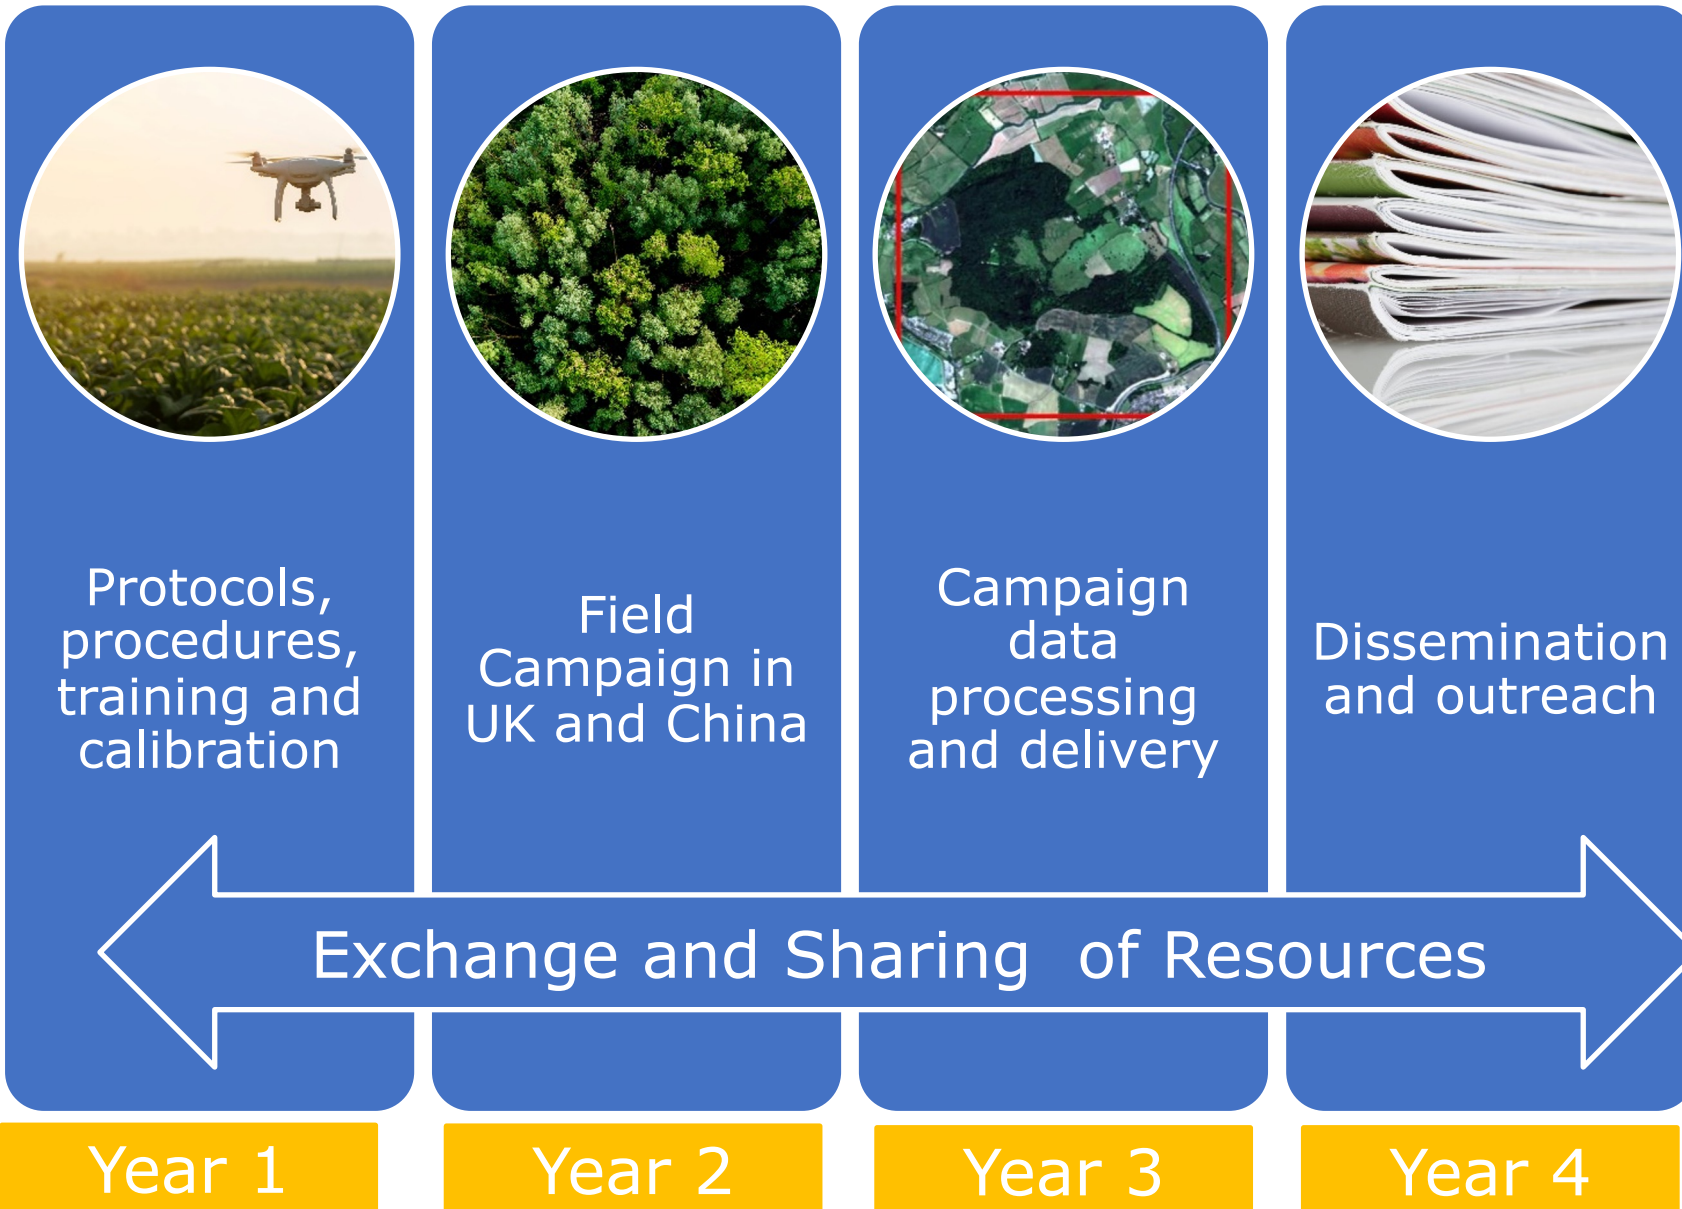 Protocols,
procedures,
training and
calibration
Field
Campaign in
UK and China
Campaign
data
processing
and delivery
Dissemination
and outreach
Exchange and Sharing  of Resources
Year 1
Year 2
Year 3
Year 4